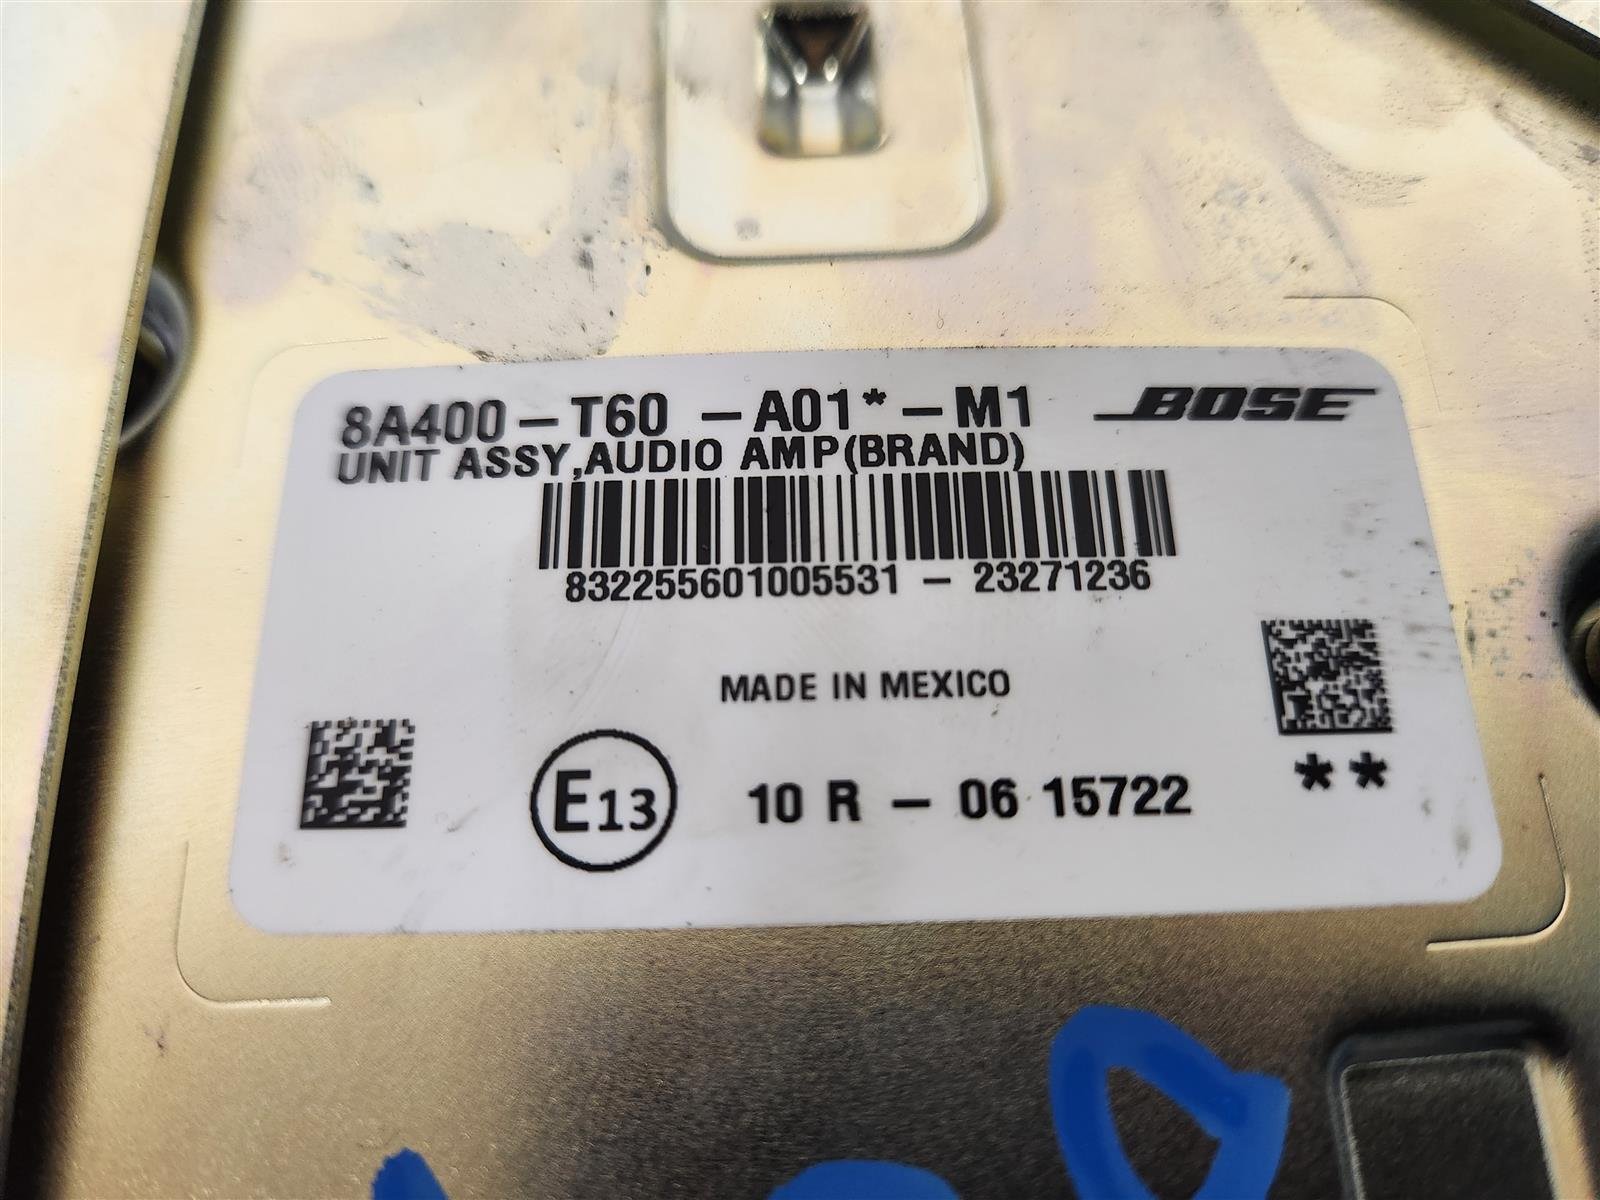 8A400-T60 -A01*-M1 BOSE
UNIT ASSY,AUDIO AMP(BRAND)
832255601005531 - 23271236
MADE IN MEXICO
E13 10 R - 06 15722 **